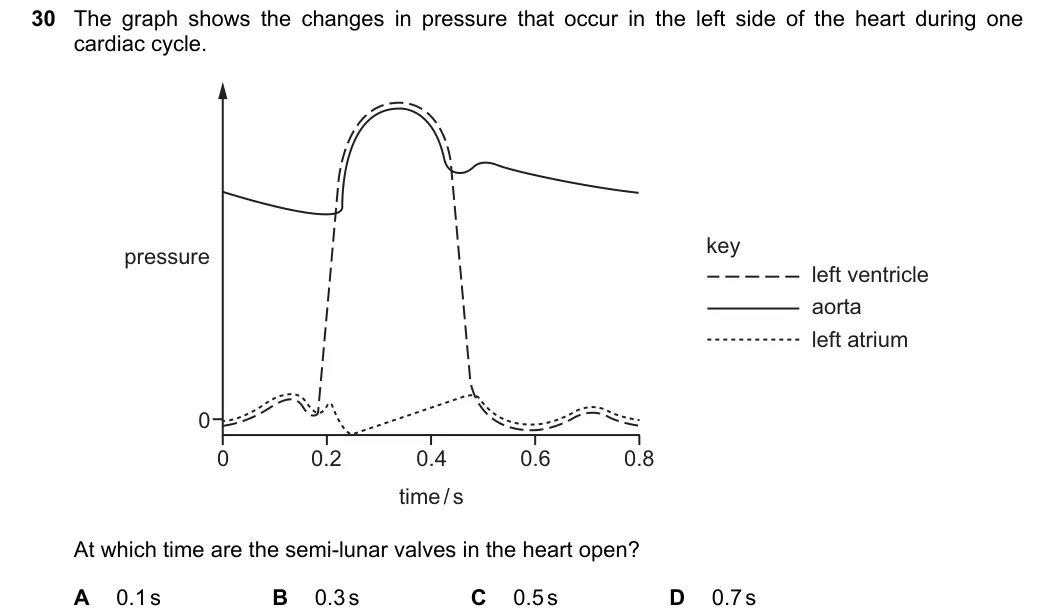 30 The graph shows the changes in pressure that occur in the left side of the heart during one
cardiac cycle.
pressure
0
0
0.2
0.4
0.6
0.8
time / s
key
left ventricle
aorta
left atrium
At which time are the semi-lunar valves in the heart open?
A 0.1 s B 0.3 s C 0.5 s D 0.7 s